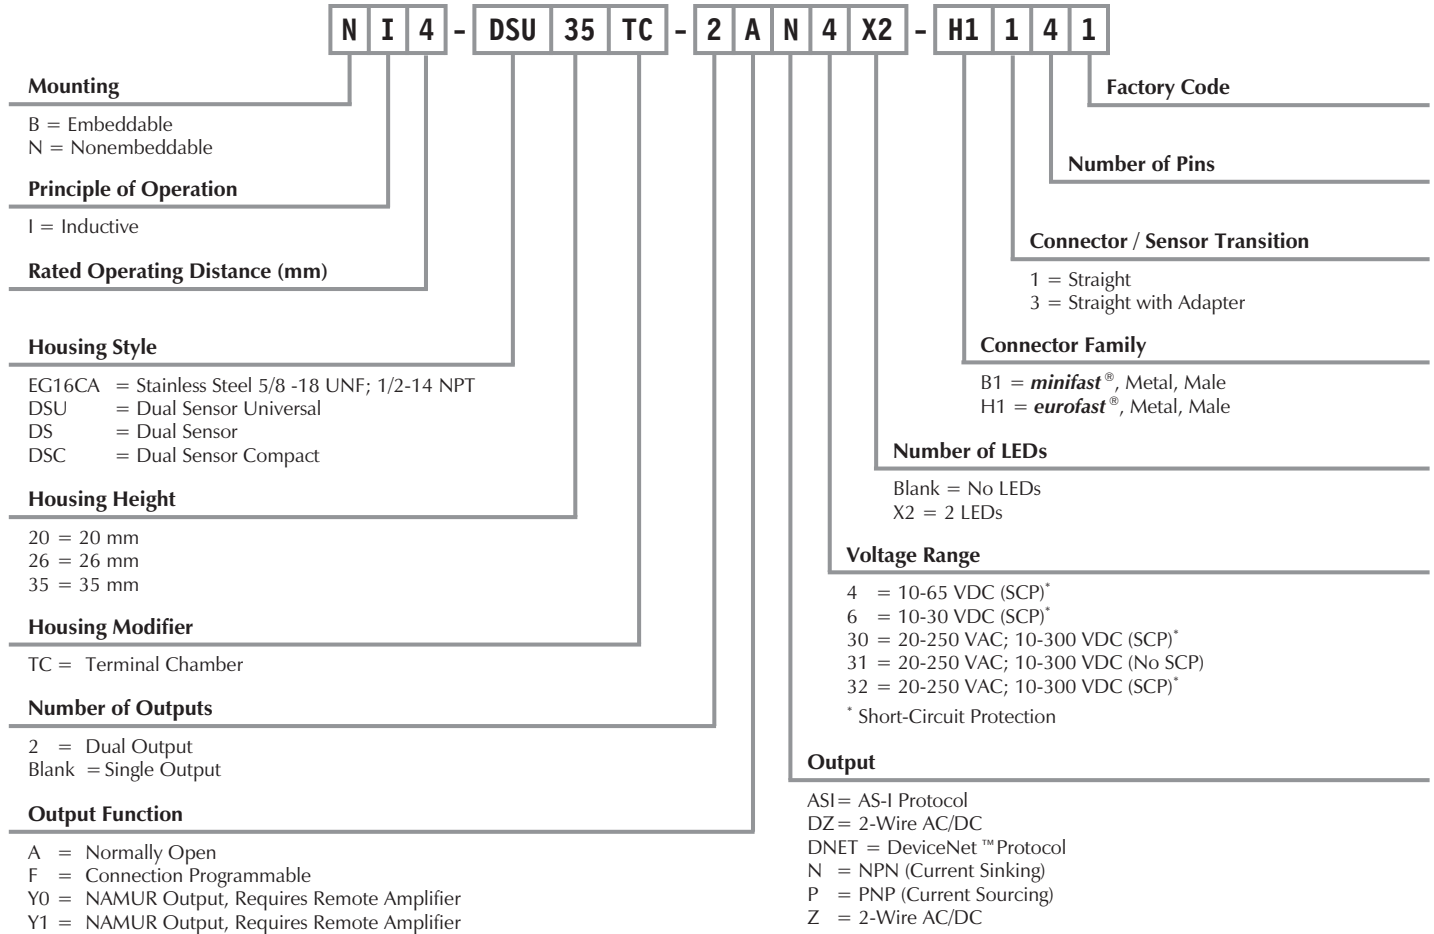 N I 4 - DSU 35 TC - 2 A N 4 X2 - H1 1 4 1
Mounting
B = Embeddable
N = Nonembeddable
Principle of Operation
I = Inductive
Rated Operating Distance (mm)
Housing Style
EG16CA = Stainless Steel 5/8 -18 UNF; 1/2-14 NPT
DSU = Dual Sensor Universal
DS = Dual Sensor
DSC = Dual Sensor Compact
Housing Height
20 = 20 mm
26 = 26 mm
35 = 35 mm
Housing Modifier
TC = Terminal Chamber
Number of Outputs
2 = Dual Output
Blank = Single Output
Output Function
A = Normally Open
F = Connection Programmable
Y0 = NAMUR Output, Requires Remote Amplifier
Y1 = NAMUR Output, Requires Remote Amplifier
Factory Code
Number of Pins
Connector / Sensor Transition
1 = Straight
3 = Straight with Adapter
Connector Family
B1 = minifast ®, Metal, Male
H1 = eurofast ®, Metal, Male
Number of LEDs
Blank = No LEDs
X2 = 2 LEDs
Voltage Range
4 = 10-65 VDC (SCP)*
6 = 10-30 VDC (SCP)*
30 = 20-250 VAC; 10-300 VDC (SCP)*
31 = 20-250 VAC; 10-300 VDC (No SCP)
32 = 20-250 VAC; 10-300 VDC (SCP)*
* Short-Circuit Protection
Output
ASI= AS-I Protocol
DZ= 2-Wire AC/DC
DNET = DeviceNet ™ Protocol
N = NPN (Current Sinking)
P = PNP (Current Sourcing)
Z = 2-Wire AC/DC